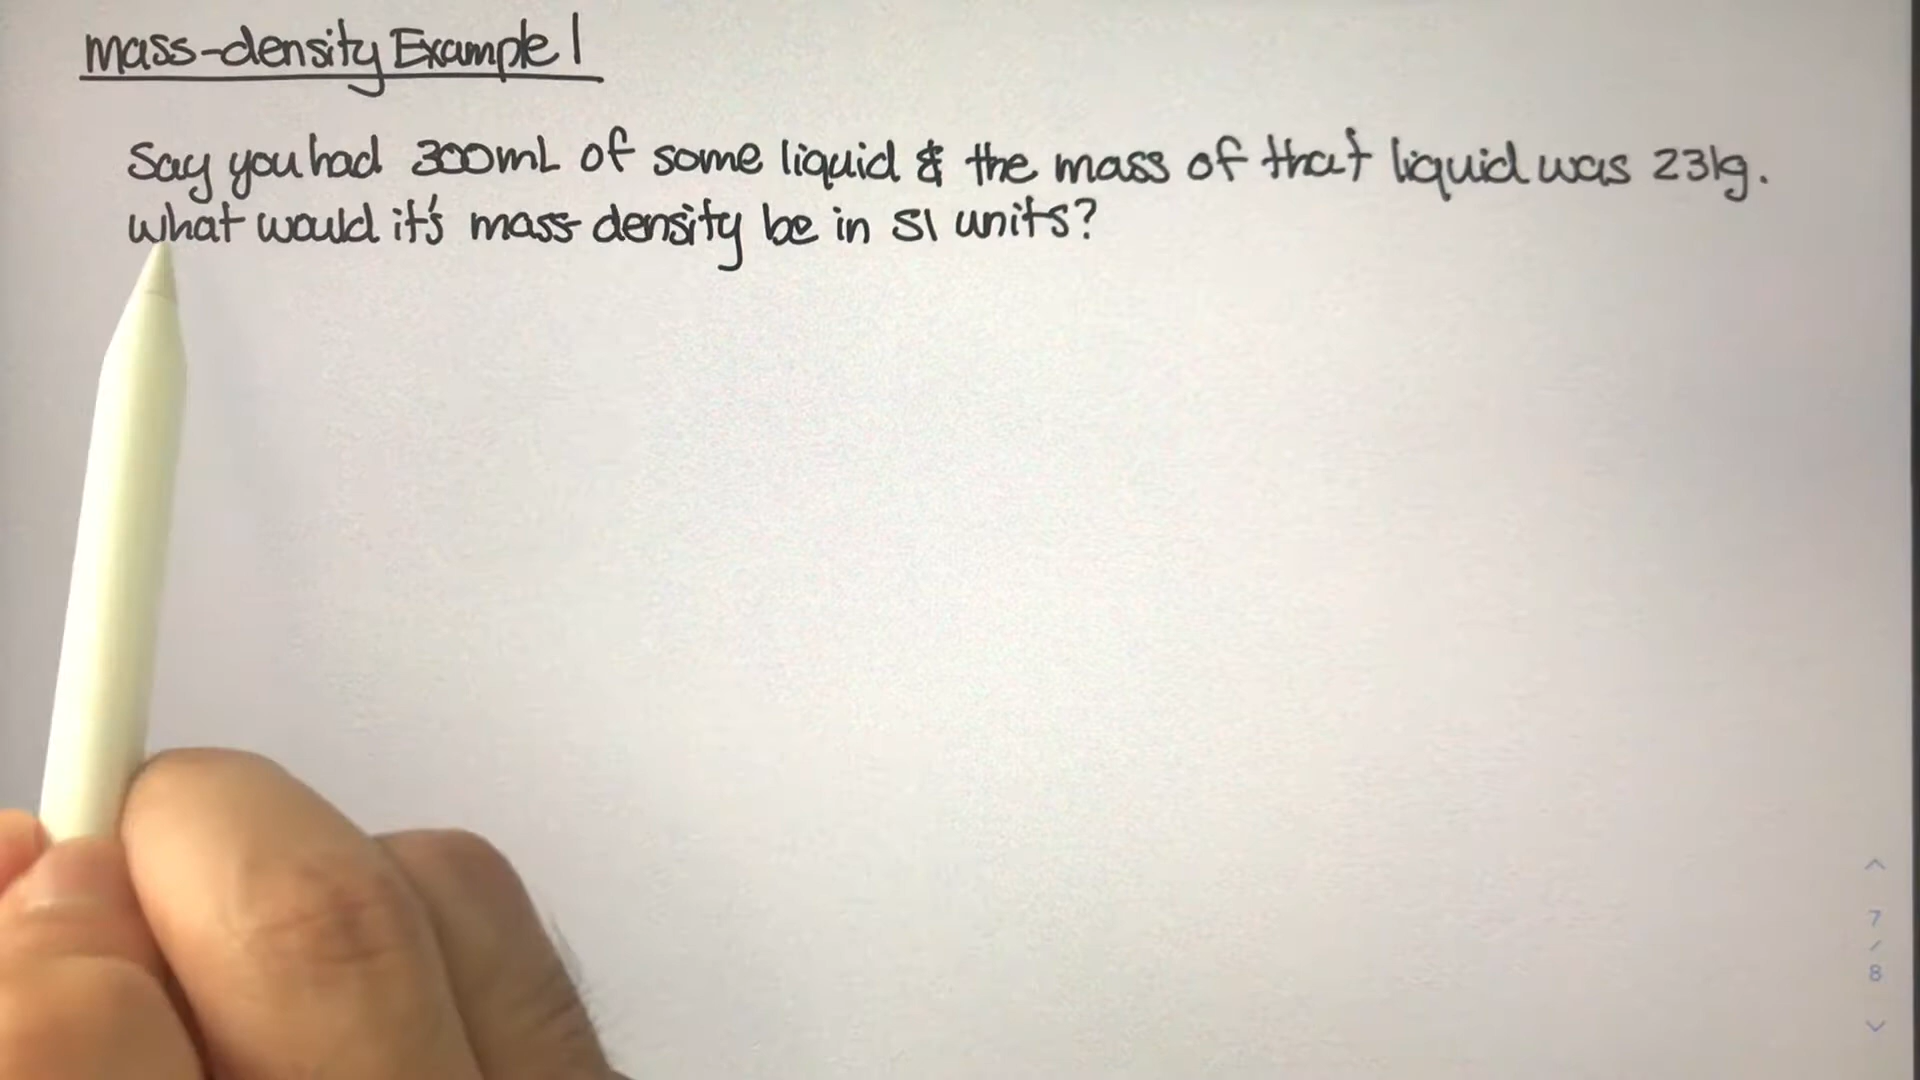 Mass-density Example 1
Say you had 300mL of some liquid & the mass of that liquid was 23kg.
What would it's mass density be in SI units?
7
/
8